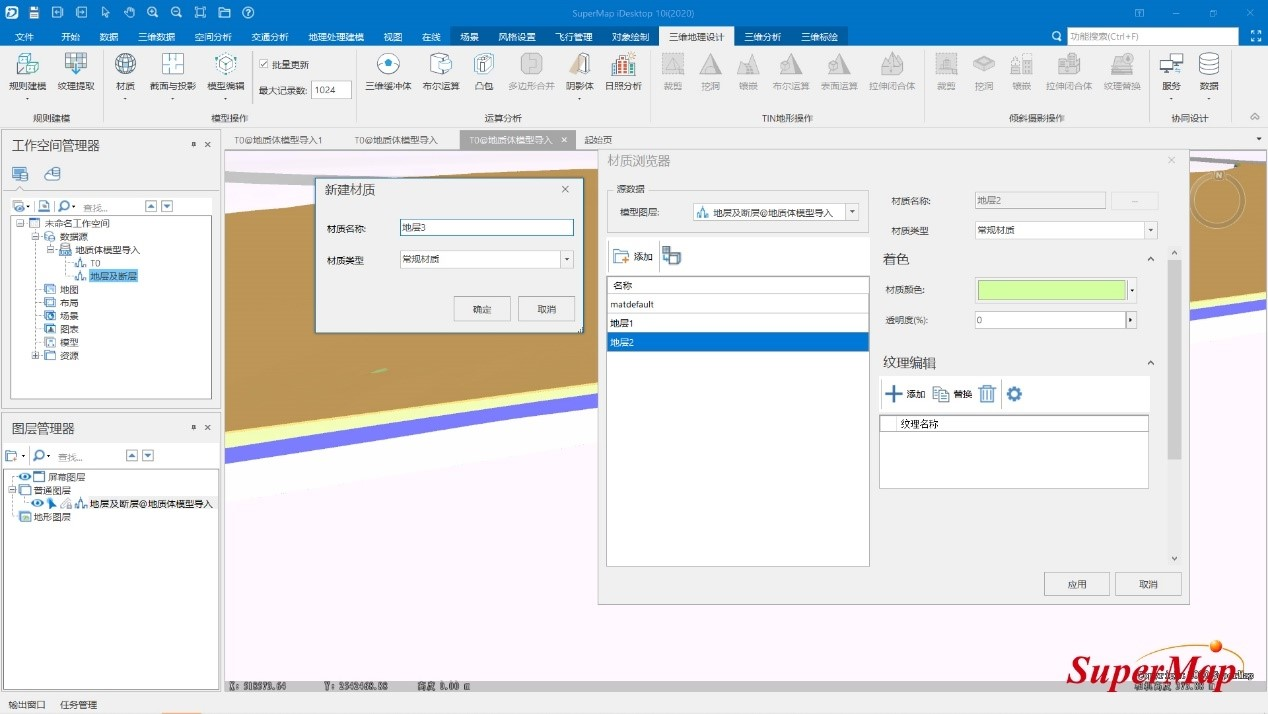 SuperMap iDesktop 10i(2020)
文件 开始 数据 三维数据 空间分析 交通分析 地理处理建模 视图 在线 场景 风格设置 飞行管理 对象绘制 三维地理设计 三维分析 三维标绘 功能搜索(Ctrl+F)
批量更新
最大记录数: 1024
规则建模 纹理提取 材质 截面与投影 模型编辑 三维缓冲体 布尔运算 凸包 多边形合并 阴影体 日照分析 裁剪 挖洞 镶嵌 布尔运算 表面运算 拉伸闭合体 裁剪 挖洞 镶嵌 拉伸闭合体 纹理替换 服务 数据
规则建模 模型操作 运算分析 TIN地形操作 倾斜摄影操作 协同设计
工作空间管理器
查找...
未命名工作空间
数据源
地质体模型导入
T0
地层及断层
地图
布局
场景
图表
模型
资源
图层管理器
查找...
屏幕图层
普通图层
地层及断层@地质体模型导入
地形图层
T0@地质体模型导入1 T0@地质体模型导入 T0@地质体模型导入 起始页
新建材质
材质名称: 地层3
材质类型 常规材质
确定 取消
材质浏览器
源数据
模型图层: 地层及断层@地质体模型导入
添加
名称
matdefault
地层1
地层2
材质名称: 地层2 ...
材质类型 常规材质
着色
材质颜色:
透明度(%): 0
纹理编辑
添加 替换
纹理名称
应用 取消
N
SuperMap
高度 0.00 m
输出窗口 任务管理